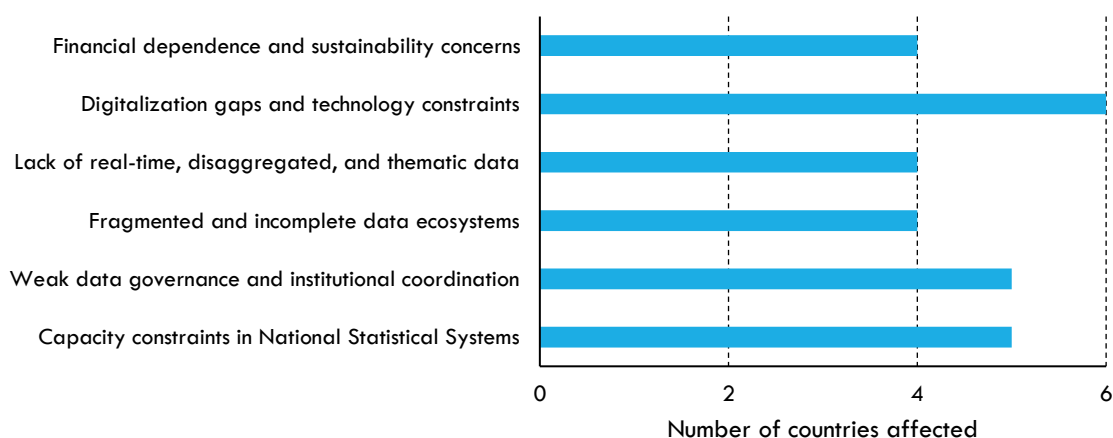 Financial dependence and sustainability concerns
Digitalization gaps and technology constraints
Lack of real-time, disaggregated, and thematic data
Fragmented and incomplete data ecosystems
Weak data governance and institutional coordination
Capacity constraints in National Statistical Systems
0 2 4 6
Number of countries affected